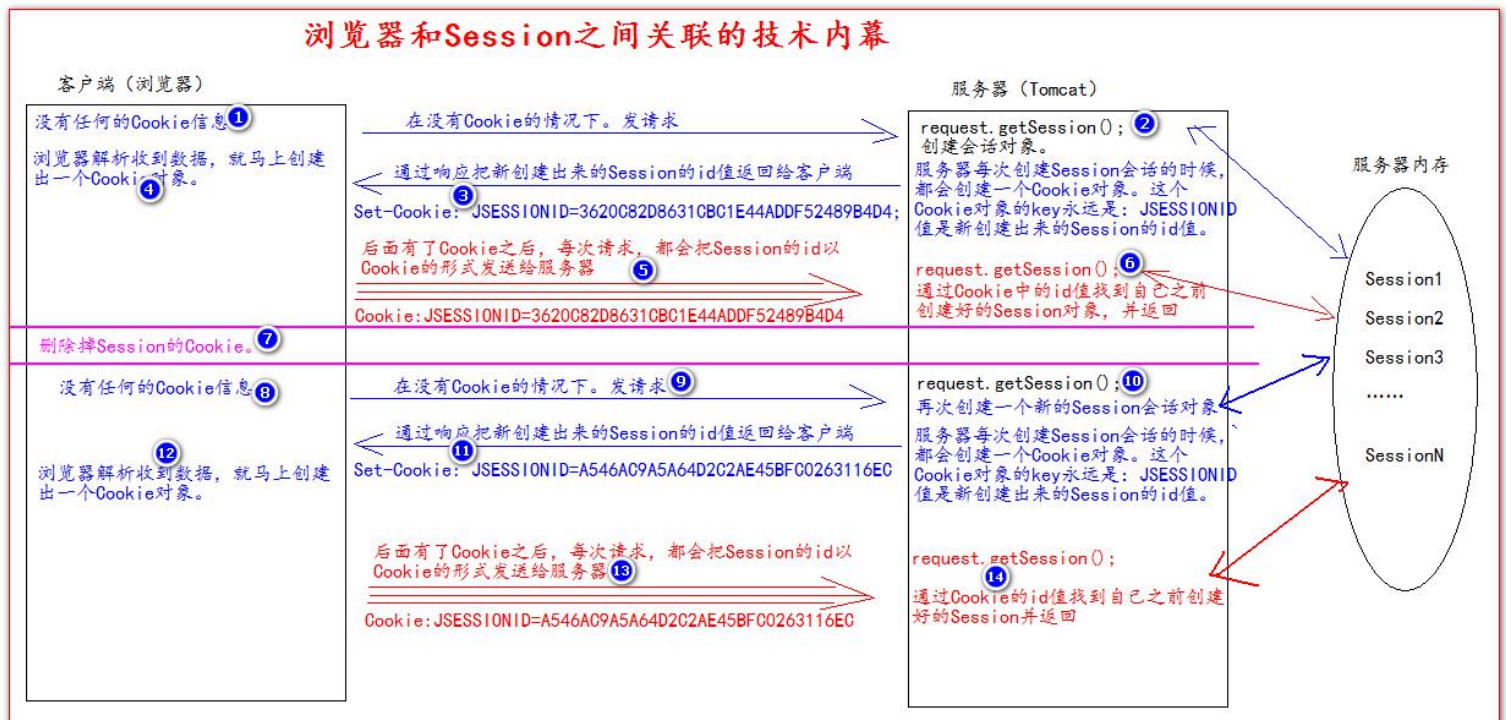 浏览器和Session之间关联的技术内幕
客户端（浏览器）
服务器（Tomcat）
没有任何的Cookie信息 1
在没有Cookie的情况下。发请求
request.getSession(); 2
创建会话对象。
浏览器解析收到数据，就马上创建
出一个Cookie对象。
4
通过响应把新创建出来的Session的id值返回给客户端
3
Set-Cookie: JSESSIONID=3620C82D8631CBC1E44ADDF52489B4D4;
服务器每次创建Session会话的时候，
都会创建一个Cookie对象。这个
Cookie对象的key永远是：JSESSIONID
值是新创建出来的Session的id值。
服务器内存
后面有了Cookie之后，每次请求，都会把Session的id以
Cookie的形式发送给服务器 5
Cookie:JSESSIONID=3620C82D8631CBC1E44ADDF52489B4D4
request.getSession(); 6
通过Cookie中的id值找到自己之前
创建好的Session对象，并返回
Session1
Session2
Session3
......
SessionN
删除掉Session的Cookie。 7
没有任何的Cookie信息 8
在没有Cookie的情况下。发请求 9
request.getSession(); 10
再次创建一个新的Session会话对象
通过响应把新创建出来的Session的id值返回给客户端
11
Set-Cookie: JSESSIONID=A546AC9A5A64D2C2AE45BFC0263116EC
服务器每次创建Session会话的时候，
都会创建一个Cookie对象。这个
Cookie对象的key永远是：JSESSIONID
值是新创建出来的Session的id值。
12
浏览器解析收到数据，就马上创建
出一个Cookie对象。
后面有了Cookie之后，每次请求，都会把Session的id以
Cookie的形式发送给服务器 13
Cookie:JSESSIONID=A546AC9A5A64D2C2AE45BFC0263116EC
request.getSession();
14
通过Cookie的id值找到自己之前创建
好的Session并返回